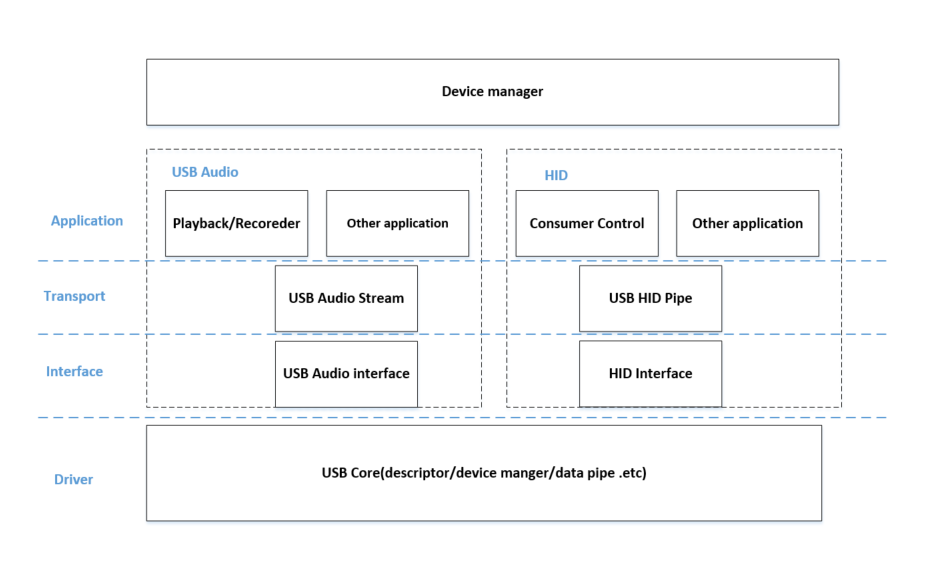 Device manager
USB Audio
HID
Application
Playback/Recoreder
Other application
Consumer Control
Other application
Transport
USB Audio Stream
USB HID Pipe
Interface
USB Audio interface
HID Interface
Driver
USB Core(descriptor/device manger/data pipe .etc)